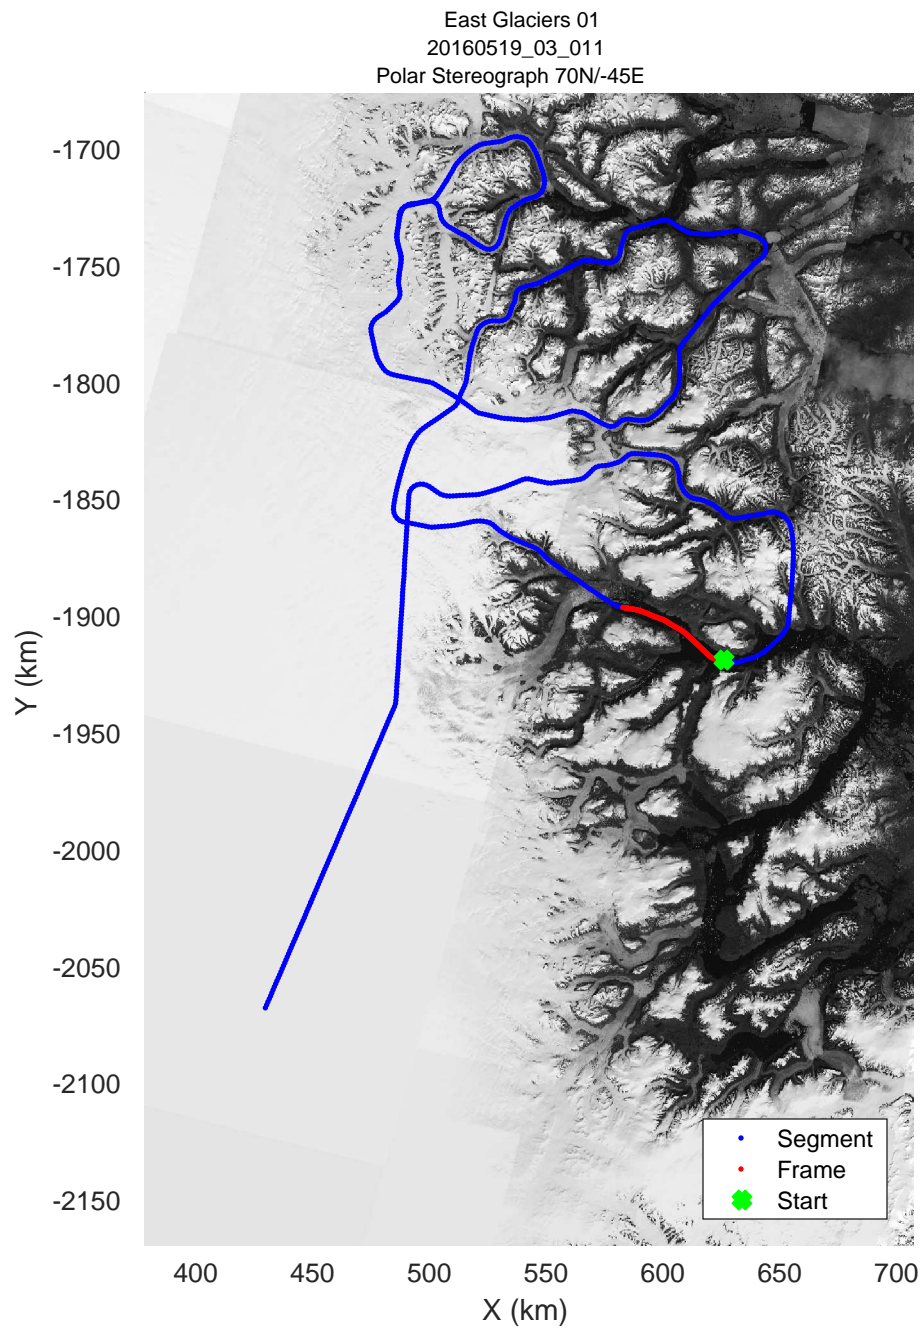 East Glaciers 01
20160519_03_011
Polar Stereograph 70N/-45E
-1700
-1750
-1800
-1850
-1900
-1950
-2000
-2050
-2100
-2150
Y (km)
Segment
Frame
Start
400 450 500 550 600 650 700
X (km)